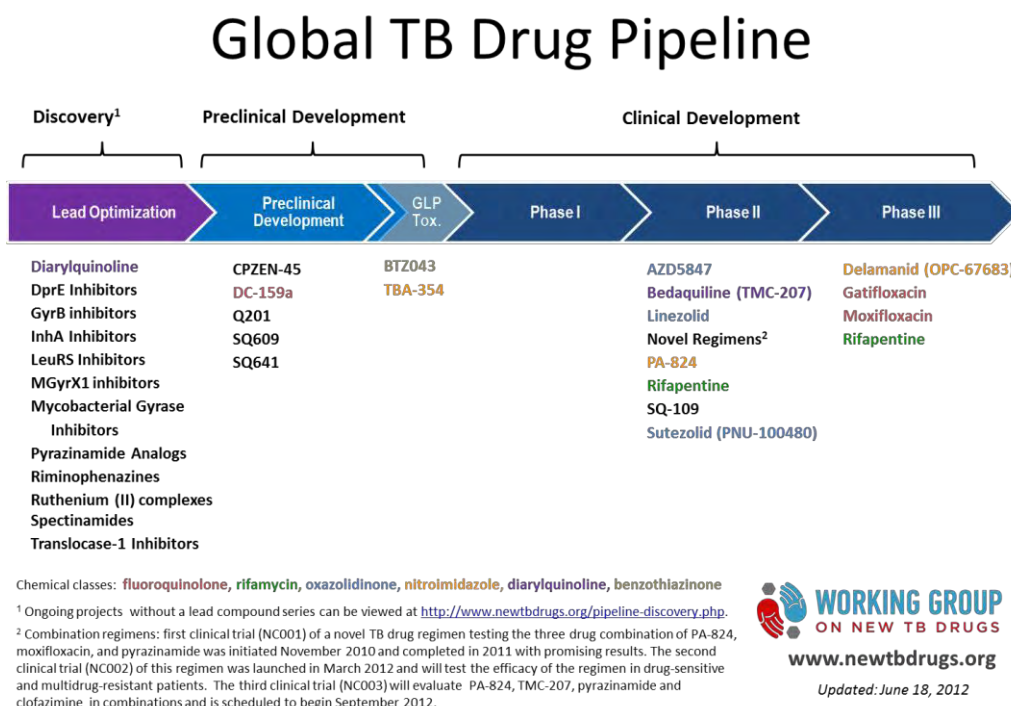 Global TB Drug Pipeline
Discovery¹
Preclinical Development
Clinical Development
Lead Optimization
Preclinical
Development
GLP
Tox.
Phase I
Phase II
Phase III
Diarylquinoline
DprE Inhibitors
GyrB inhibitors
InhA Inhibitors
LeuRS Inhibitors
MGyrX1 inhibitors
Mycobacterial Gyrase
Inhibitors
Pyrazinamide Analogs
Riminophenazines
Ruthenium (II) complexes
Spectinamides
Translocase-1 Inhibitors
CPZEN-45
DC-159a
Q201
SQ609
SQ641
BTZ043
TBA-354
AZD5847
Bedaquiline (TMC-207)
Linezolid
Novel Regimens²
PA-824
Rifapentine
SQ-109
Sutezolid (PNU-100480)
Delamanid (OPC-67683)
Gatifloxacin
Moxifloxacin
Rifapentine
Chemical classes: fluoroquinolone, rifamycin, oxazolidinone, nitroimidazole, diarylquinoline, benzothiazinone
¹ Ongoing projects without a lead compound series can be viewed at http://www.newtbdrugs.org/pipeline-discovery.php.
² Combination regimens: first clinical trial (NC001) of a novel TB drug regimen testing the three drug combination of PA-824,
moxifloxacin, and pyrazinamide was initiated November 2010 and completed in 2011 with promising results. The second
clinical trial (NC002) of this regimen was launched in March 2012 and will test the efficacy of the regimen in drug-sensitive
and multidrug-resistant patients. The third clinical trial (NC003) will evaluate PA-824, TMC-207, pyrazinamide and
clofazimine in combinations and is scheduled to begin September 2012.
WORKING GROUP
ON NEW TB DRUGS
www.newtbdrugs.org
Updated: June 18, 2012